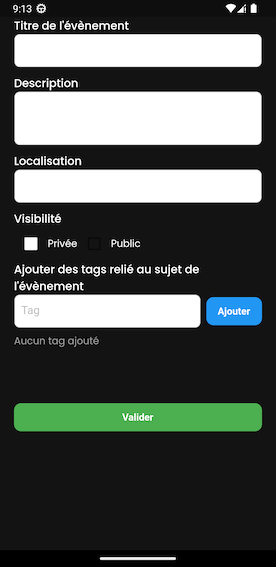 9:13
Titre de l'évènement
Description
Localisation
Visibilité
Privée Public
Ajouter des tags relié au sujet de
l'évènement
Tag Ajouter
Aucun tag ajouté
Valider